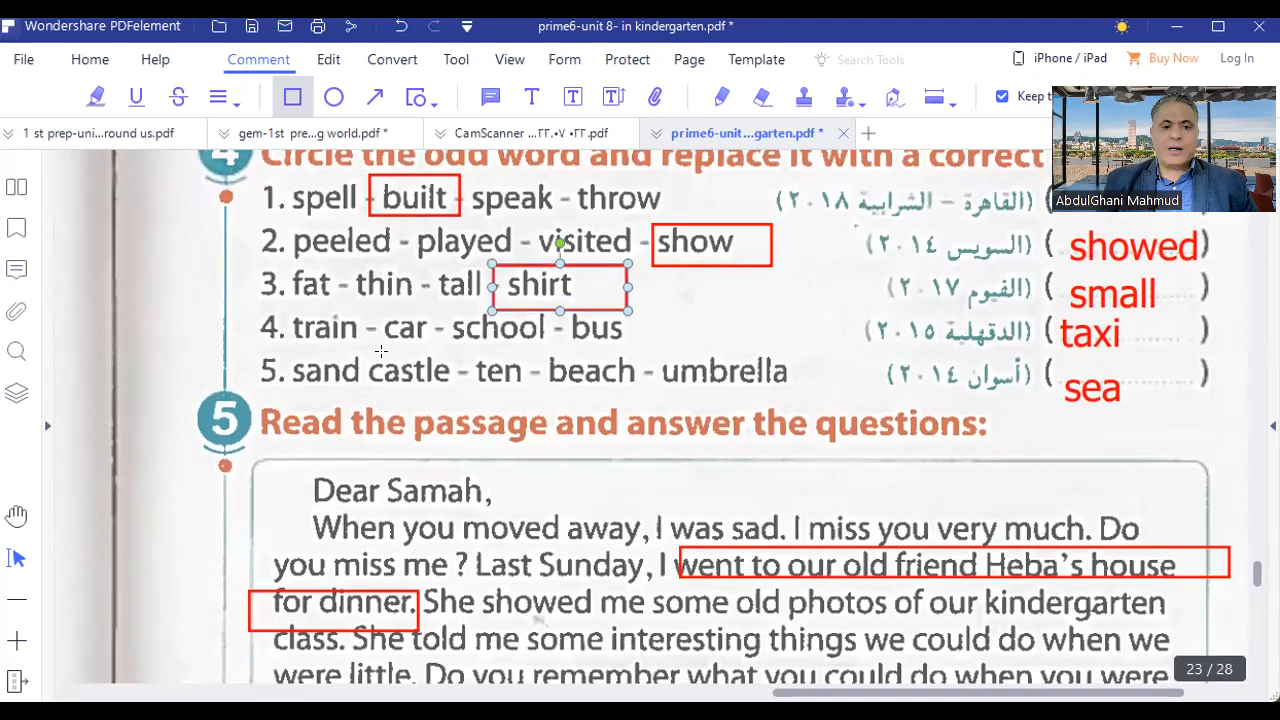 Wondershare PDFelement
prime6-unit 8- in kindergarten.pdf *
File Home Help Comment Edit Convert Tool View Form Protect Page Template Search Tools iPhone / iPad Buy Now Log In
Keep t
1 st prep-uni...round us.pdf gem-1st pre...g world.pdf * CamScanner ...٠٧-٢٢ ٢٢.pdf prime6-unit...garten.pdf *
AbdulGhani Mahmud
4 Circle the odd word and replace it with a correct
1. spell - built - speak - throw (القاهرة – الشرابية ٢٠١٨) (
2. peeled - played - visited - show (السويس ٢٠١٤) ( showed )
3. fat - thin - tall - shirt (الفيوم ٢٠١٧) ( small )
4. train - car - school - bus (الدقهلية ٢٠١٥) ( taxi )
5. sand castle - ten - beach - umbrella (أسوان ٢٠١٤) ( sea )
5 Read the passage and answer the questions:
Dear Samah,
When you moved away, I was sad. I miss you very much. Do
you miss me ? Last Sunday, I went to our old friend Heba's house
for dinner. She showed me some old photos of our kindergarten
class. She told me some interesting things we could do when we
were little. Do you remember what you could do when you were
23 / 28